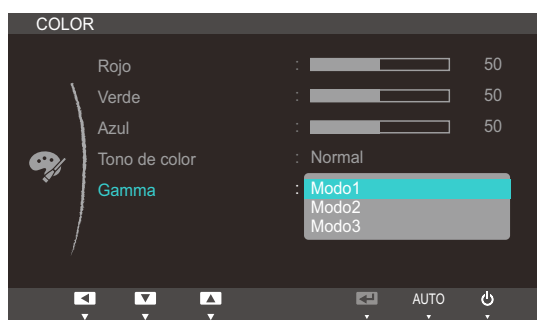 COLOR
Rojo : 50
Verde : 50
Azul : 50
Tono de color : Normal
Gamma : Modo1
Modo2
Modo3
AUTO